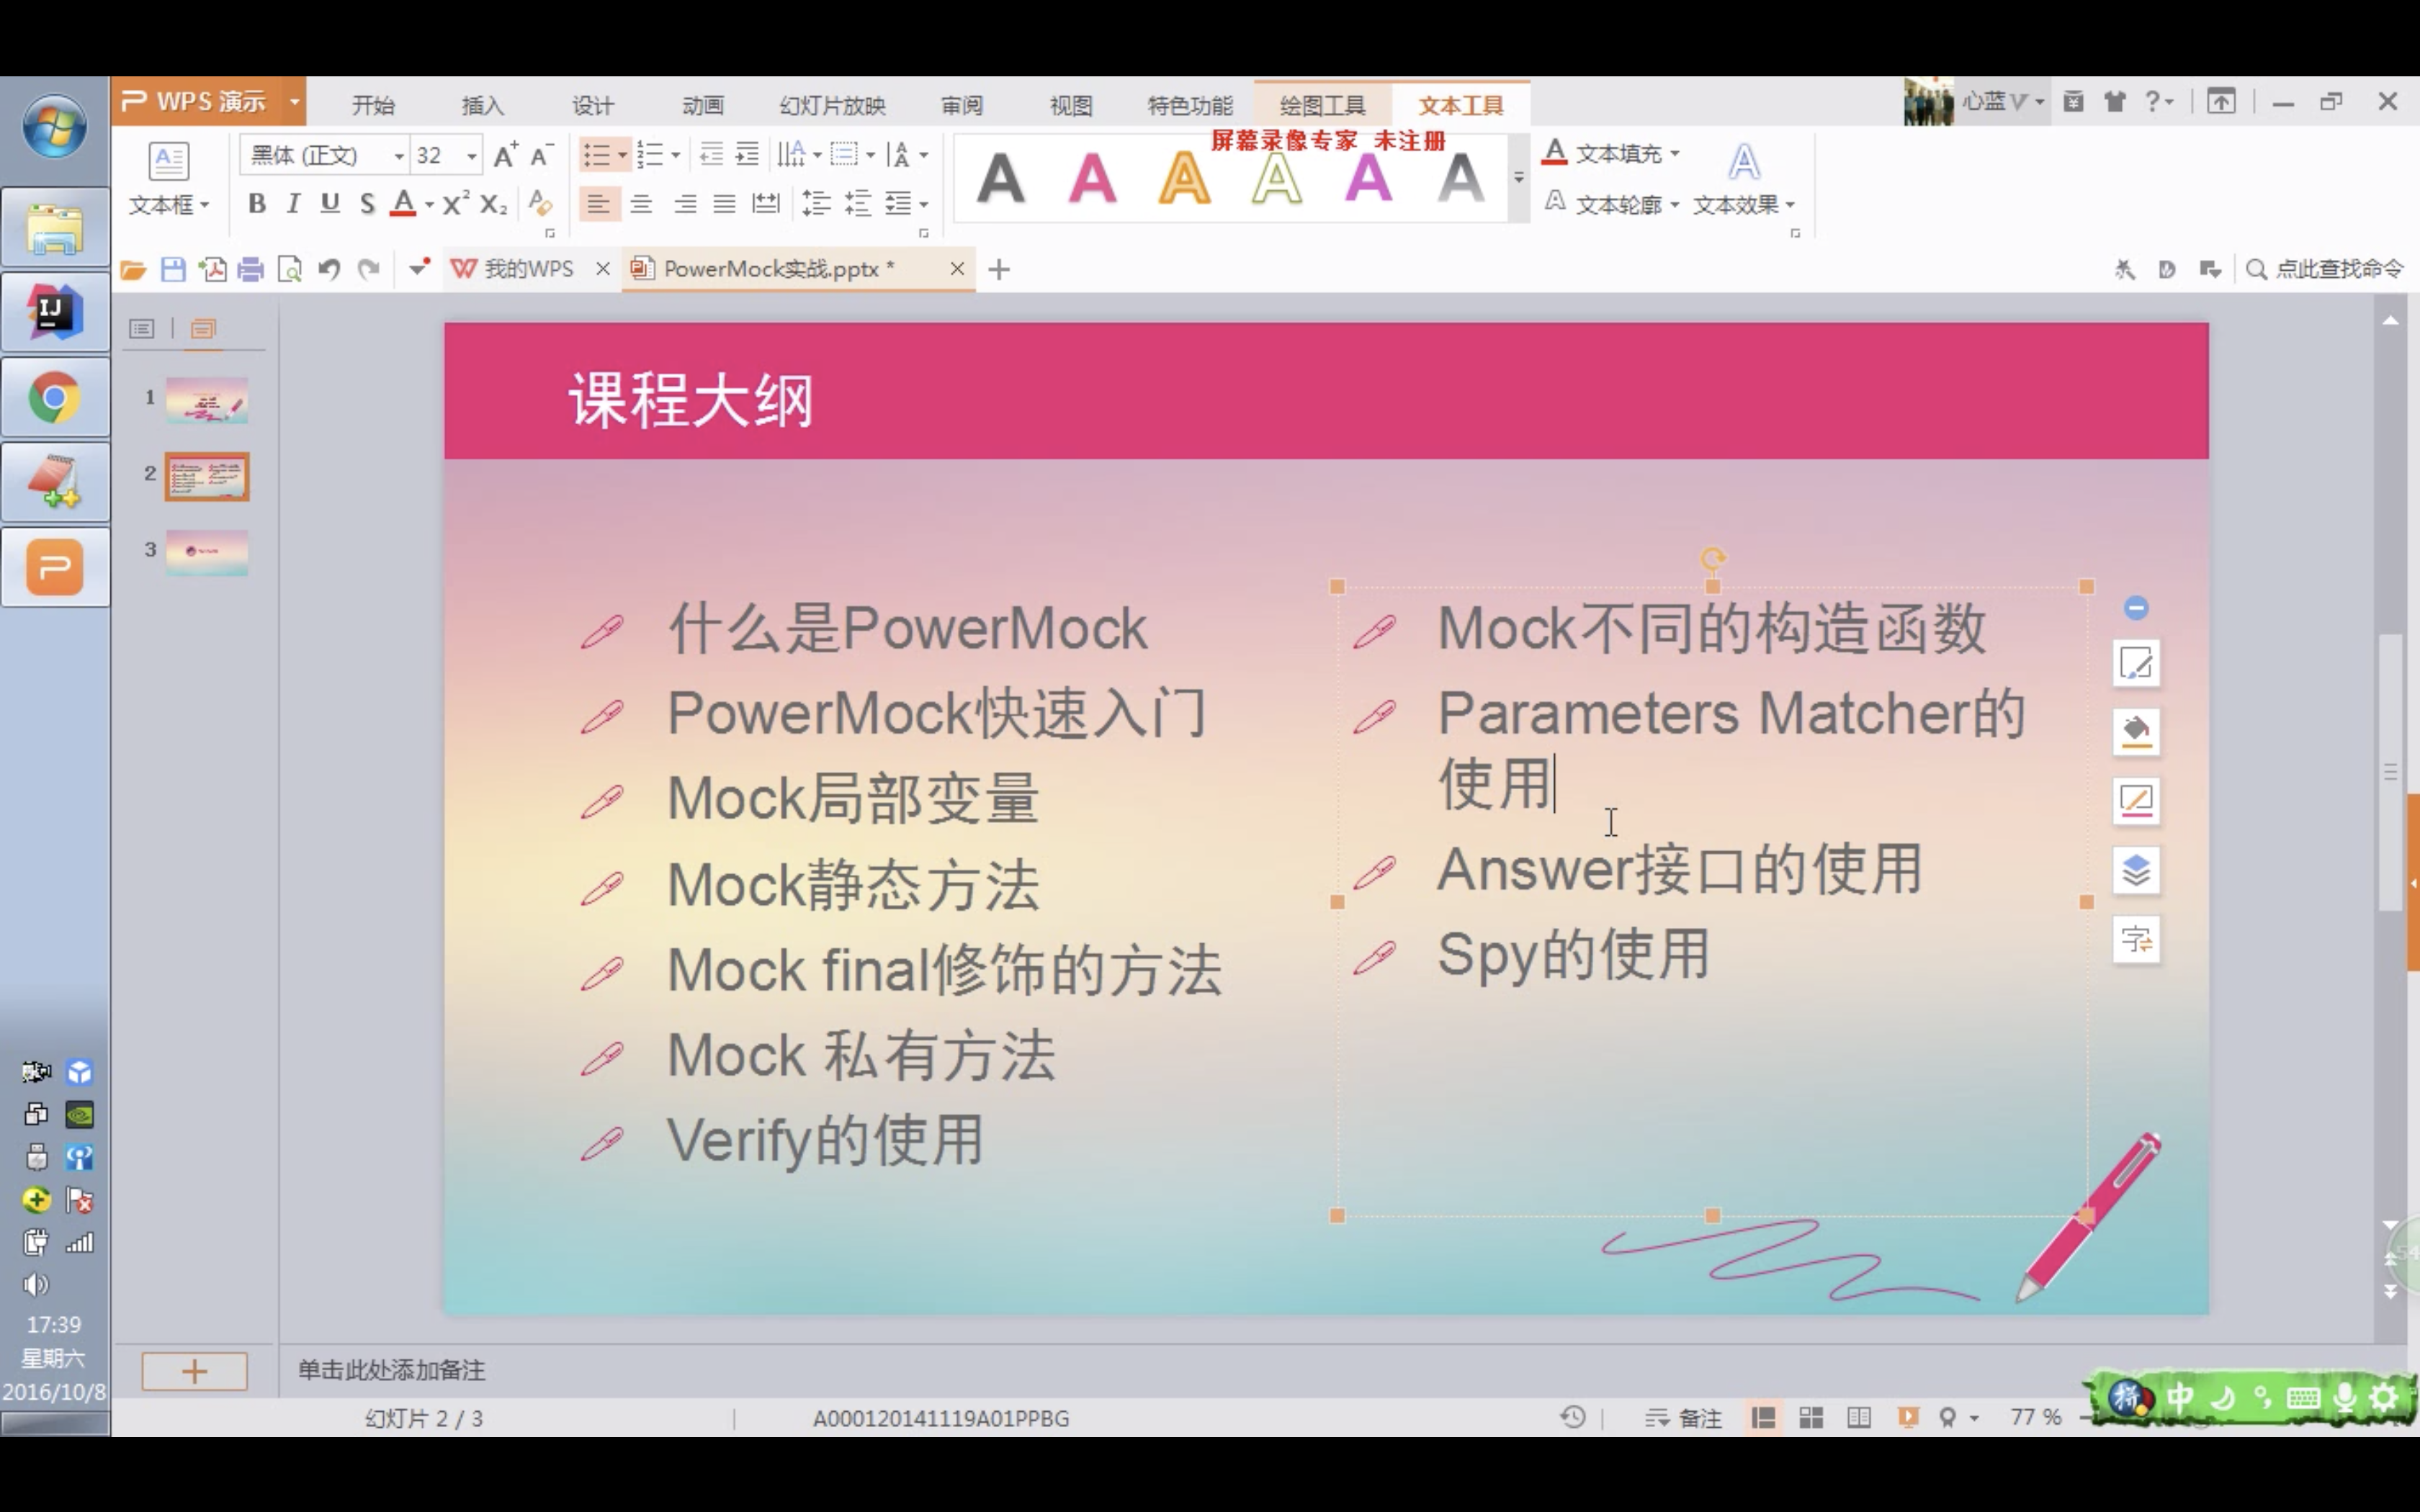 WPS 演示
开始 插入 设计 动画 幻灯片放映 审阅 视图 特色功能 绘图工具 文本工具
心蓝
屏幕录像专家 未注册
文本框
黑体 (正文) 32
B I U S A X² X₂
A A A A A A
文本填充
文本轮廓
文本效果
我的WPS
PowerMock实战.pptx *
点此查找命令
1
2
3
课程大纲
什么是PowerMock
PowerMock快速入门
Mock局部变量
Mock静态方法
Mock final修饰的方法
Mock 私有方法
Verify的使用
Mock不同的构造函数
Parameters Matcher的
使用
Answer接口的使用
Spy的使用
字
17:39
星期六
2016/10/8
单击此处添加备注
幻灯片 2 / 3
A000120141119A01PPBG
备注
77 %
拼 中